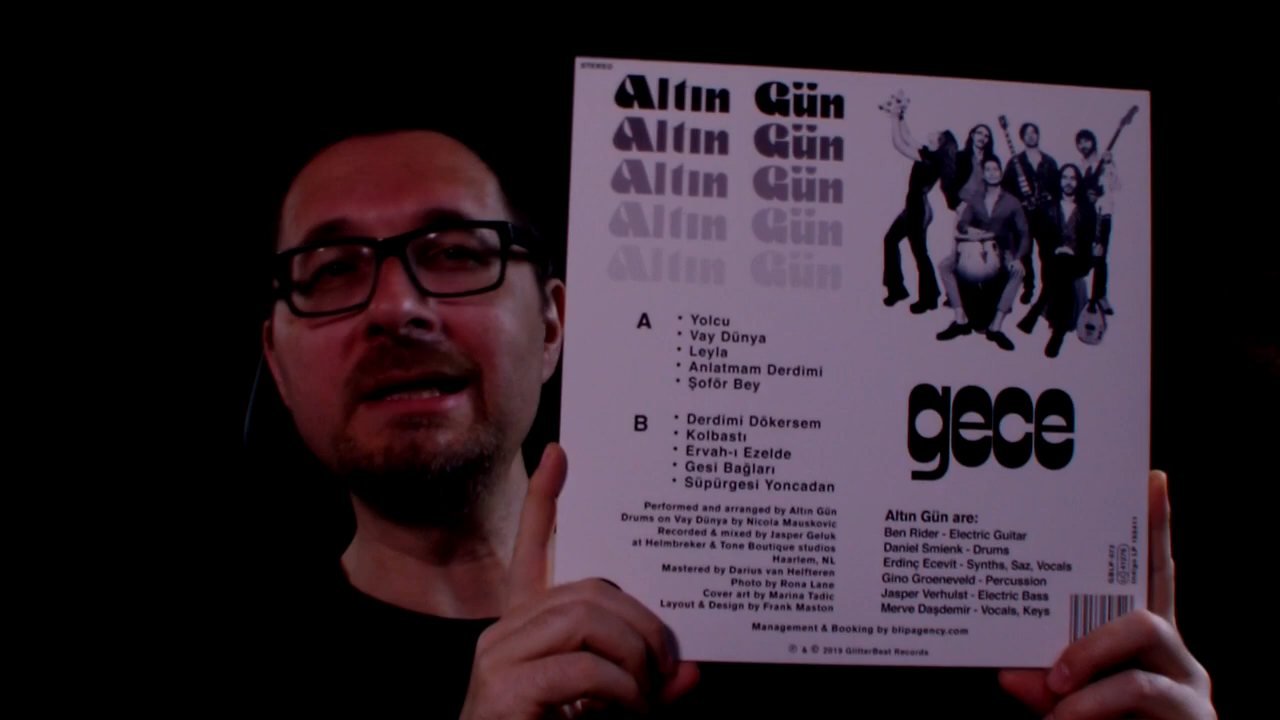 STEREO
Altın Gün
Altın Gün
Altın Gün
Altın Gün
Altın Gün
A
• Yolcu
• Vay Dünya
• Leyla
• Anlatmam Derdimi
• Şoför Bey
B
• Derdimi Dökersem
• Kolbastı
• Ervah-ı Ezelde
• Gesi Bağları
• Süpürgesi Yoncadan
Performed and arranged by Altın Gün
Drums on Vay Dünya by Nicola Mauskovic
Recorded & mixed by Jasper Geluk
at Helmbreker & Tone Boutique studios
Haarlem, NL
Mastered by Darius van Helfteren
Photo by Rona Lane
Cover art by Marina Tadic
Layout & Design by Frank Maston
gece
Altın Gün are:
Ben Rider - Electric Guitar
Daniel Smienk - Drums
Erdinç Ecevit - Synths, Saz, Vocals
Gino Groeneveld - Percussion
Jasper Verhulst - Electric Bass
Merve Daşdemir - Vocals, Keys
Management & Booking by blipagency.com
℗ & © 2019 GlitterBeat Records